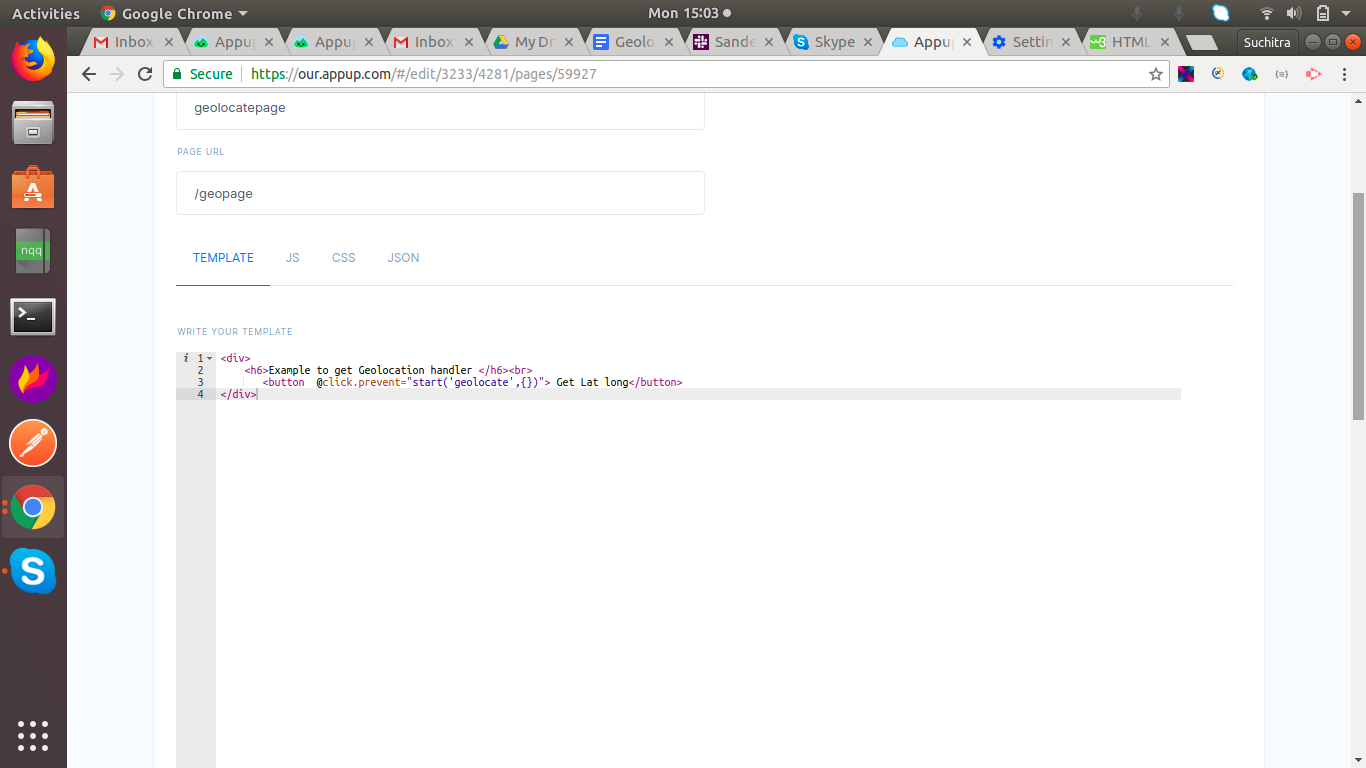 Activities Google Chrome Mon 15:03
Inbox Appup Appup Inbox My Dr Geolo Sande Skype Appup Settin HTML Suchitra
Secure https://our.appup.com/#/edit/3233/4281/pages/59927
geolocatepage
PAGE URL
/geopage
nqq
TEMPLATE JS CSS JSON
WRITE YOUR TEMPLATE
i 1 <div>
2 <h6>Example to get Geolocation handler </h6><br>
3 <button @click.prevent="start('geolocate',{})"> Get Lat long</button>
4 </div>